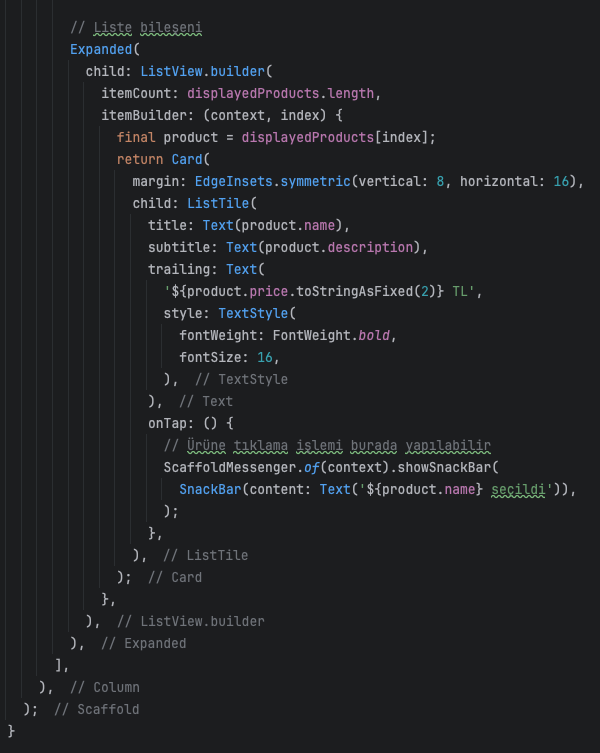 // Liste bileşeni
Expanded(
child: ListView.builder(
itemCount: displayedProducts.length,
itemBuilder: (context, index) {
final product = displayedProducts[index];
return Card(
margin: EdgeInsets.symmetric(vertical: 8, horizontal: 16),
child: ListTile(
title: Text(product.name),
subtitle: Text(product.description),
trailing: Text(
'${product.price.toStringAsFixed(2)} TL',
style: TextStyle(
fontWeight: FontWeight.bold,
fontSize: 16,
),  // TextStyle
),  // Text
onTap: () {
// Ürüne tıklama işlemi burada yapılabilir
ScaffoldMessenger.of(context).showSnackBar(
SnackBar(content: Text('${product.name} seçildi')),
);
},
),  // ListTile
);  // Card
},
),  // ListView.builder
),  // Expanded
],
),  // Column
);  // Scaffold
}